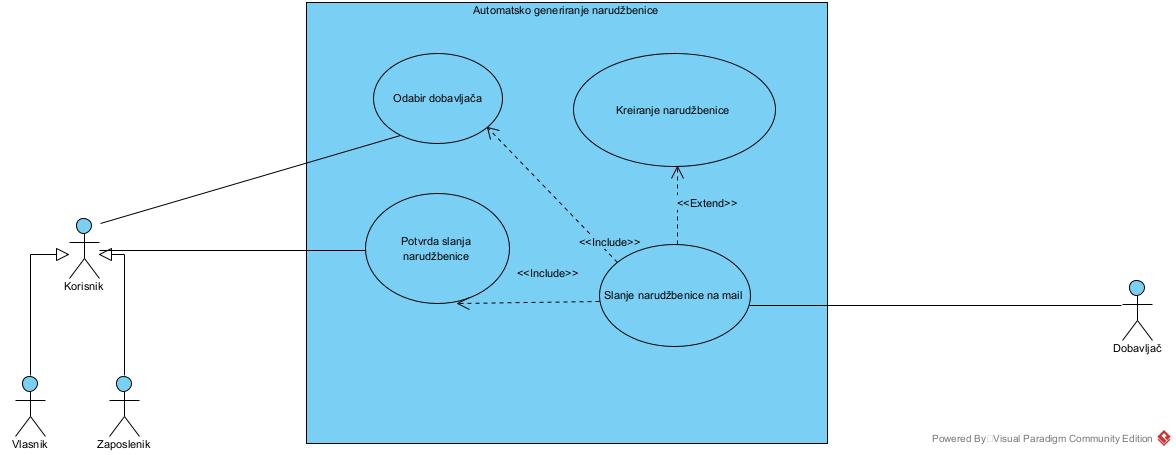 Automatsko generiranje narudžbenice
Odabir dobavljača
Kreiranje narudžbenice
<<Extend>>
Potvrda slanja
narudžbenice
<<Include>>
<<Include>>
Slanje narudžbenice na mail
Korisnik
Dobavljač
Vlasnik
Zaposlenik
Powered By Visual Paradigm Community Edition